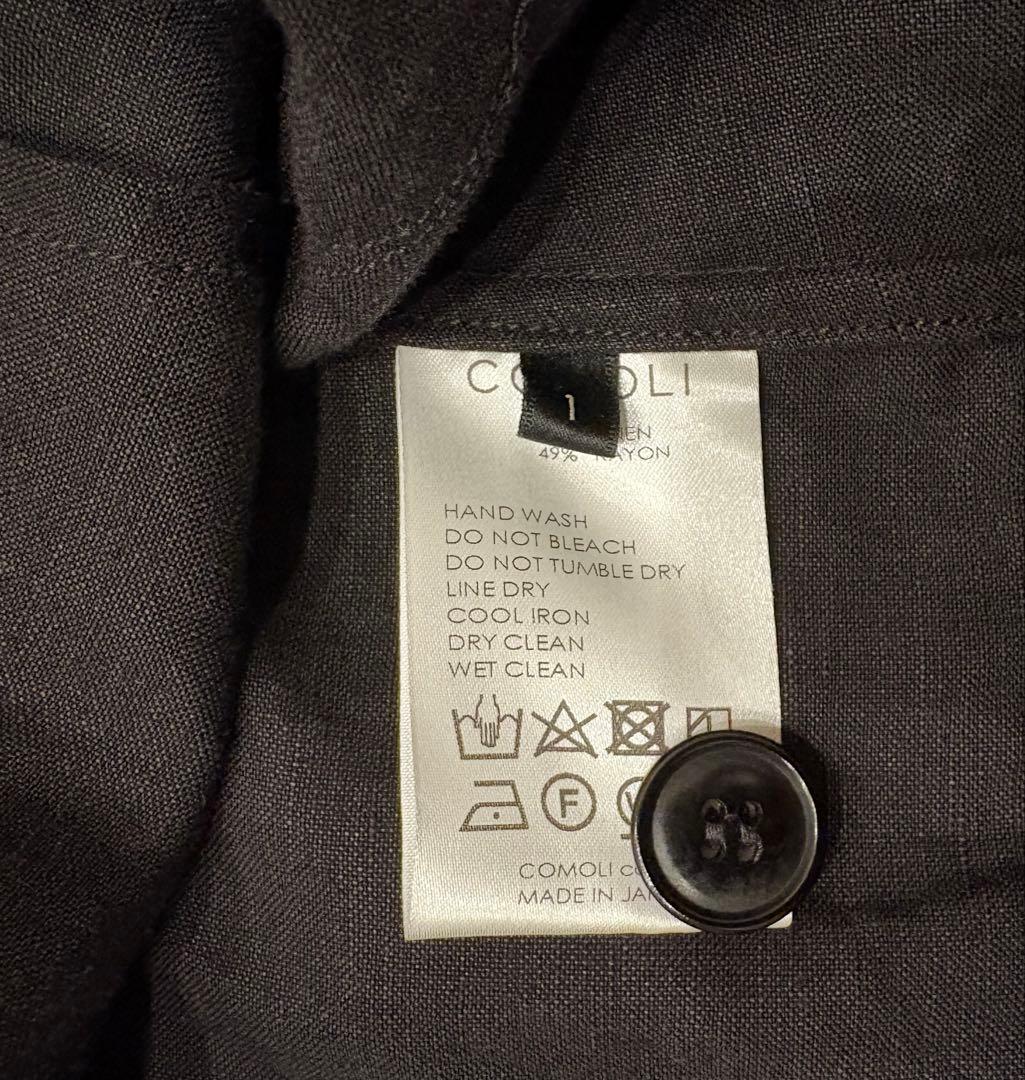 1
49%
HAND WASH
DO NOT BLEACH
DO NOT TUMBLE DRY
LINE DRY
COOL IRON
DRY CLEAN
WET CLEAN
F
COMOLI
MADE IN